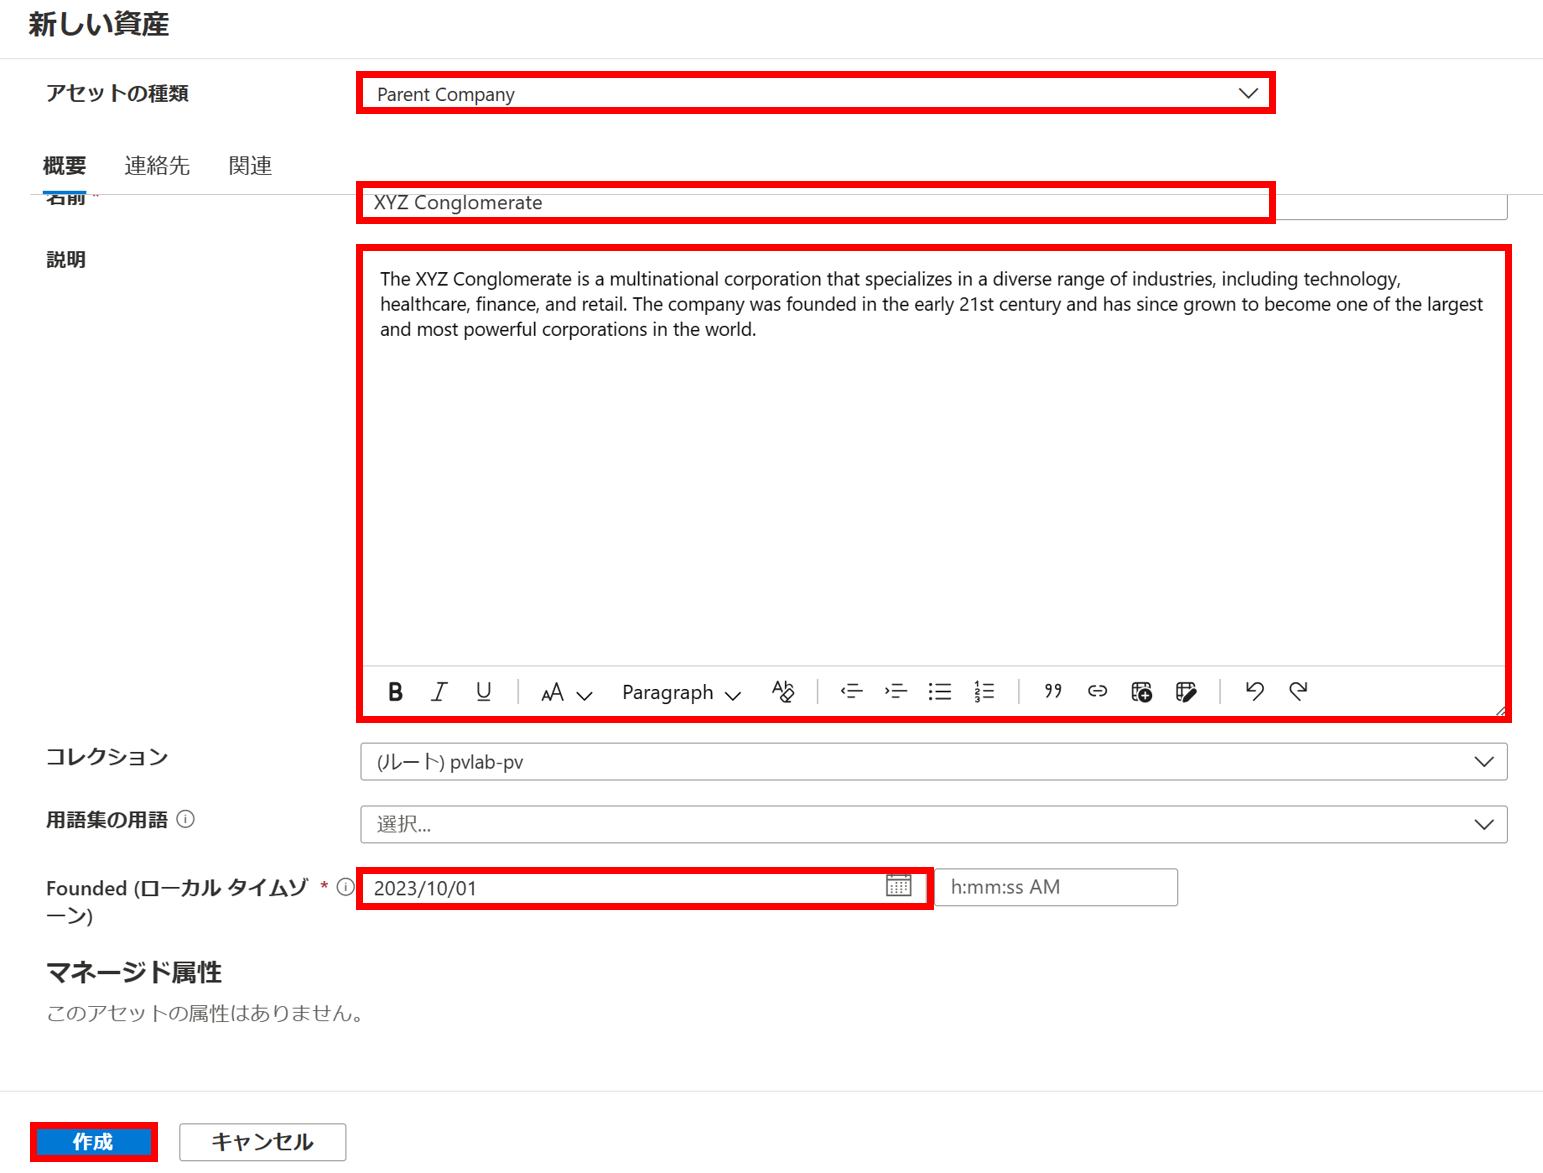 新しい資産
アセットの種類
Parent Company
概要 連絡先 関連
名前 *
XYZ Conglomerate
説明
The XYZ Conglomerate is a multinational corporation that specializes in a diverse range of industries, including technology,
healthcare, finance, and retail. The company was founded in the early 21st century and has since grown to become one of the largest
and most powerful corporations in the world.
B I U AA Paragraph Ab
コレクション
(ルート) pvlab-pv
用語集の用語
選択...
Founded (ローカル タイムゾ *
ーン)
2023/10/01
h:mm:ss AM
マネージド属性
このアセットの属性はありません。
作成 キャンセル